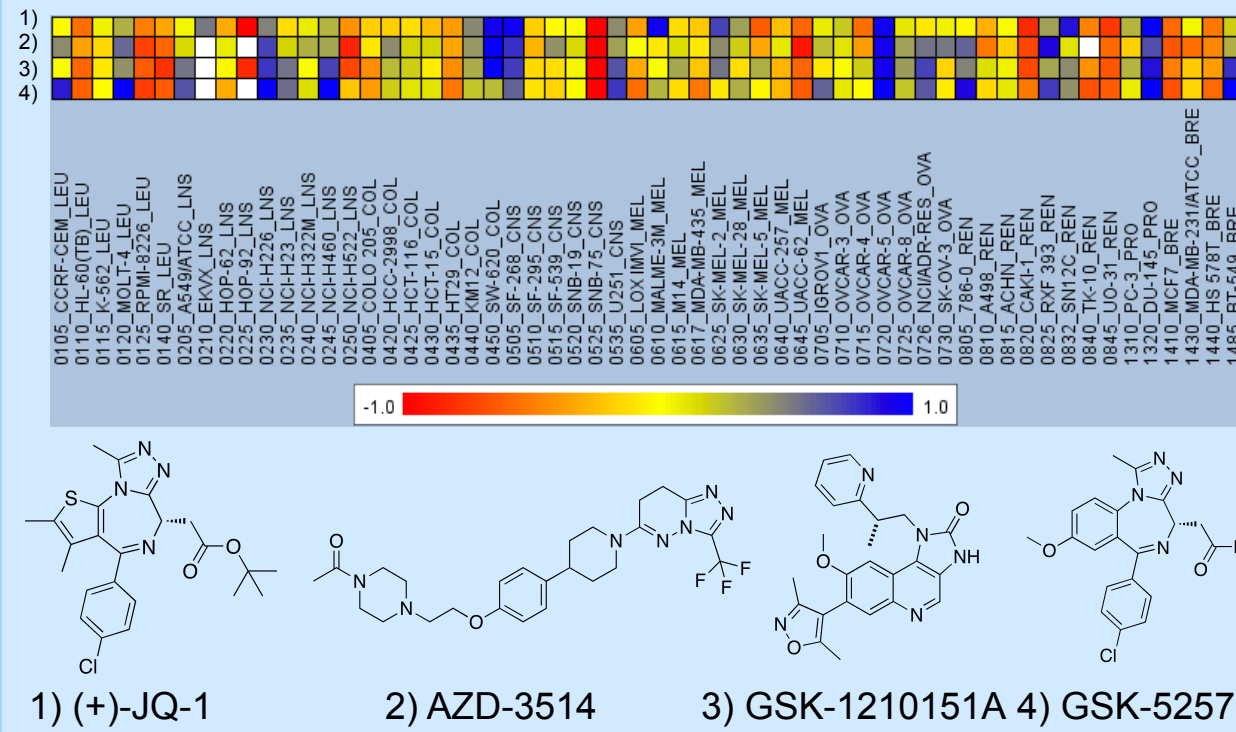 1)
2)
3)
4)
0105_CCRF-CEM_LEU
0110_HL-60(TB)_LEU
0115_K-562_LEU
0120_MOLT-4_LEU
0125_RPMI-8226_LEU
0140_SR_LEU
0205_A549/ATCC_LNS
0210_EKVX_LNS
0220_HOP-62_LNS
0225_HOP-92_LNS
0230_NCI-H226_LNS
0235_NCI-H23_LNS
0240_NCI-H322M_LNS
0245_NCI-H460_LNS
0250_NCI-H522_LNS
0405_COLO 205_COL
0420_HCC-2998_COL
0425_HCT-116_COL
0430_HCT-15_COL
0435_HT29_COL
0440_KM12_COL
0450_SW-620_COL
0505_SF-268_CNS
0510_SF-295_CNS
0515_SF-539_CNS
0520_SNB-19_CNS
0525_SNB-75_CNS
0535_U251_CNS
0605_LOX IMVI_MEL
0610_MALME-3M_MEL
0615_M14_MEL
0617_MDA-MB-435_MEL
0625_SK-MEL-2_MEL
0630_SK-MEL-28_MEL
0635_SK-MEL-5_MEL
0640_UACC-257_MEL
0645_UACC-62_MEL
0705_IGROV1_OVA
0710_OVCAR-3_OVA
0715_OVCAR-4_OVA
0720_OVCAR-5_OVA
0725_OVCAR-8_OVA
0726_NCI/ADR-RES_OVA
0730_SK-OV-3_OVA
0805_786-0_REN
0810_A498_REN
0815_ACHN_REN
0820_CAKI-1_REN
0825_RXF 393_REN
0832_SN12C_REN
0840_TK-10_REN
0845_UO-31_REN
1310_PC-3_PRO
1320_DU-145_PRO
1410_MCF7_BRE
1430_MDA-MB-231/ATCC_BRE
1440_HS 578T_BRE
-1.0 1.0
N
N
N
S
N
O
O
Cl
O
N
N
O
N
N
N
N
N
F
F
F
N
O
N
NH
O
N
O
N
N
N
N
N
O
O
Cl
1) (+)-JQ-1
2) AZD-3514
3) GSK-1210151A
4) GSK-5257